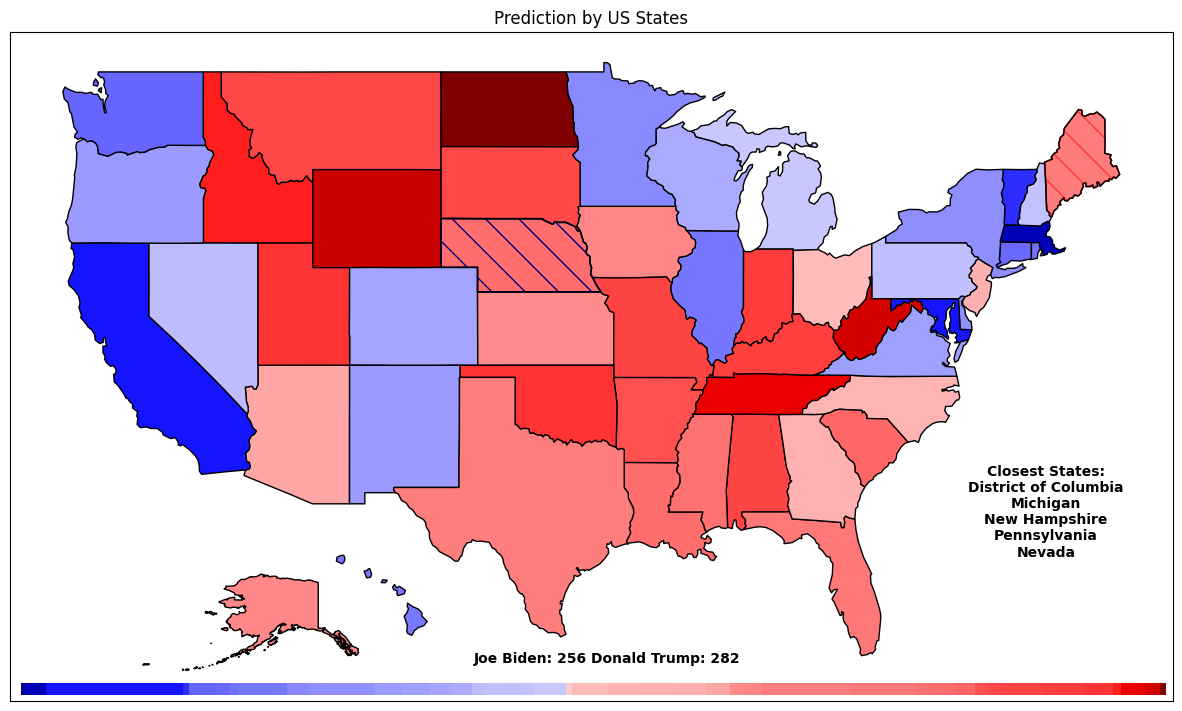 Prediction by US States
Closest States:
District of Columbia
Michigan
New Hampshire
Pennsylvania
Nevada
Joe Biden: 256 Donald Trump: 282